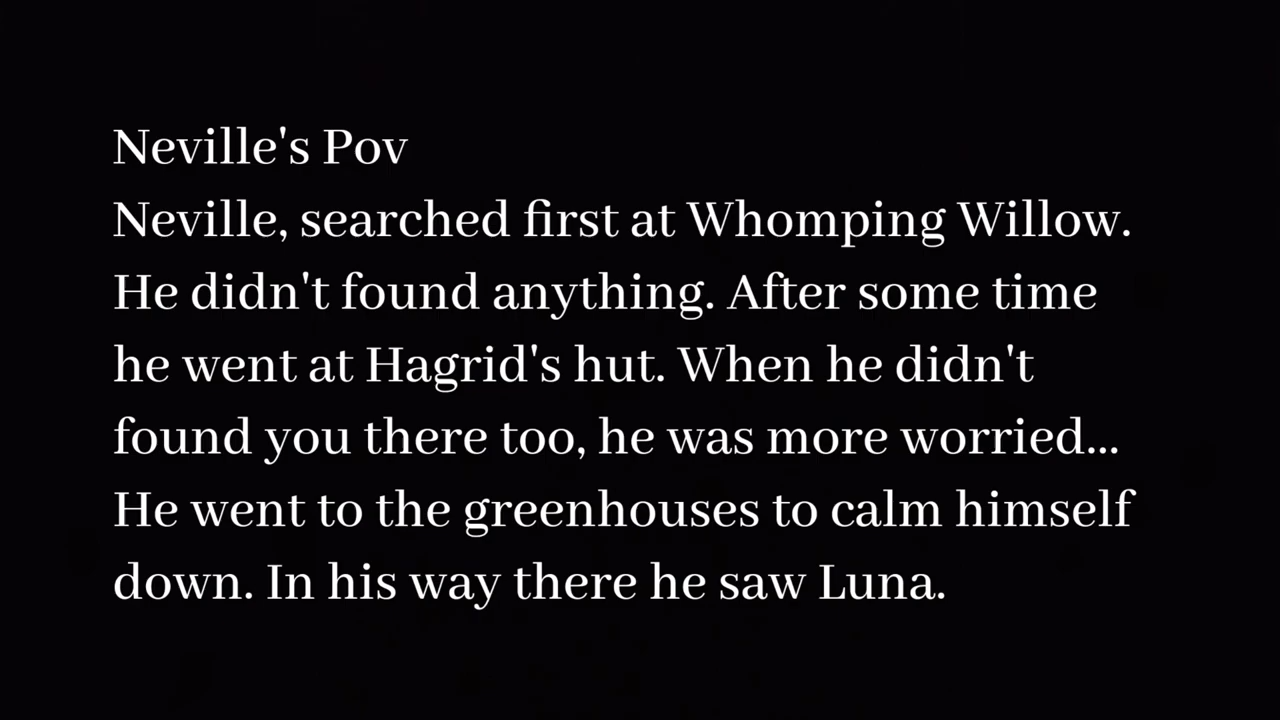 Neville's Pov
Neville, searched first at Whomping Willow.
He didn't found anything. After some time
he went at Hagrid's hut. When he didn't
found you there too, he was more worried...
He went to the greenhouses to calm himself
down. In his way there he saw Luna.